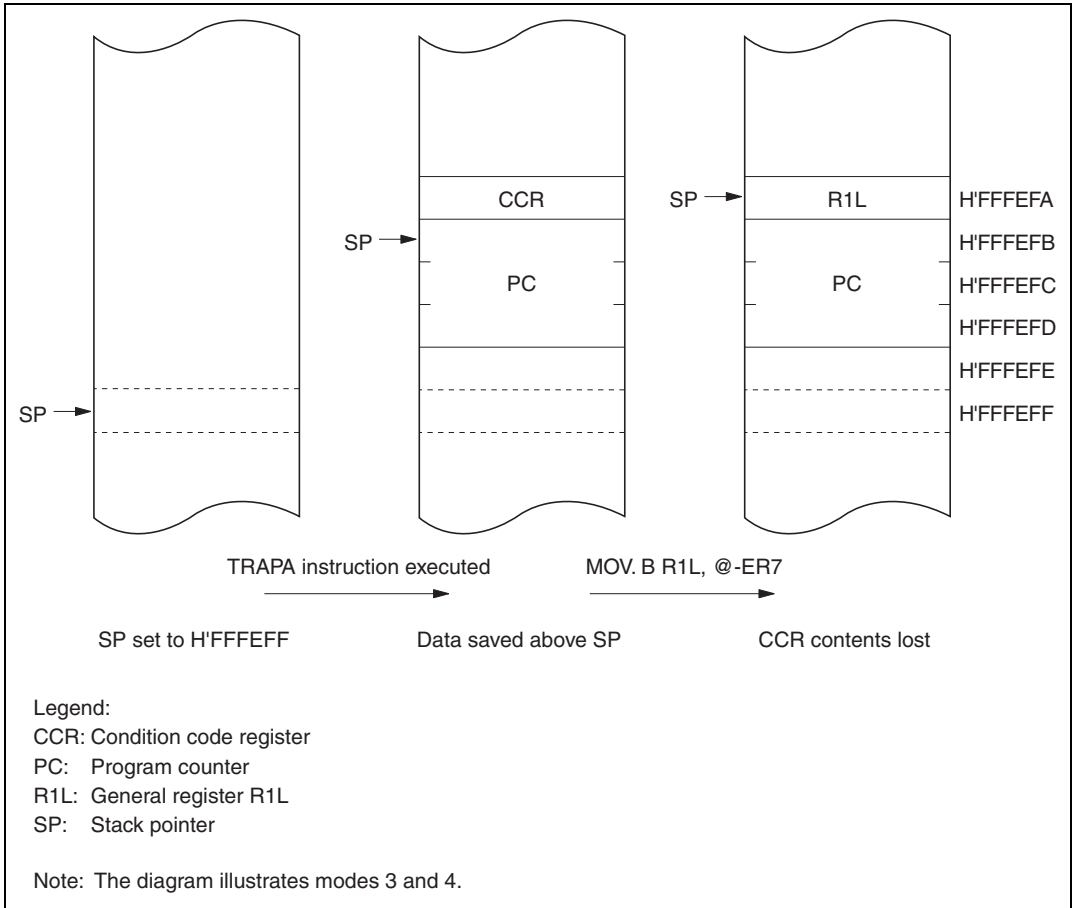 CCR
SP
PC
SP
R1L
PC
H'FFFEFA
H'FFFEFB
H'FFFEFC
H'FFFEFD
H'FFFEFE
H'FFFEFF
SP
TRAPA instruction executed
MOV. B R1L, @-ER7
SP set to H'FFFEFF
Data saved above SP
CCR contents lost
Legend:
CCR: Condition code register
PC: Program counter
R1L: General register R1L
SP: Stack pointer
Note: The diagram illustrates modes 3 and 4.